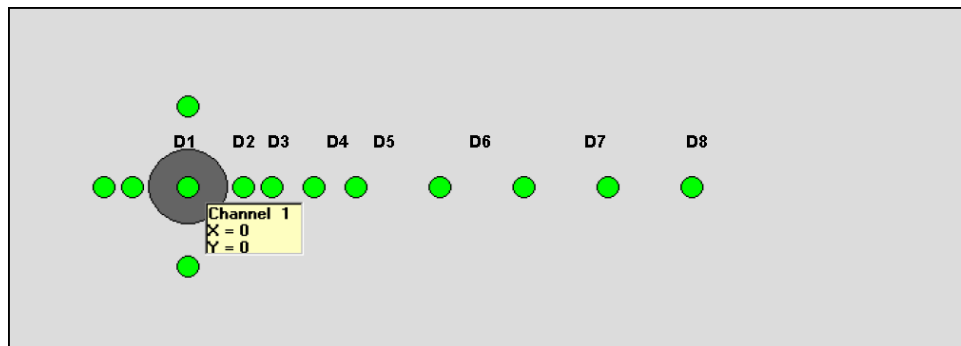 D1 D2 D3 D4 D5 D6 D7 D8
Channel 1
X = 0
Y = 0